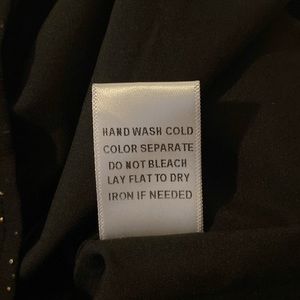 HAND WASH COLD
COLOR SEPARATE
DO NOT BLEACH
LAY FLAT TO DRY
IRON IF NEEDED